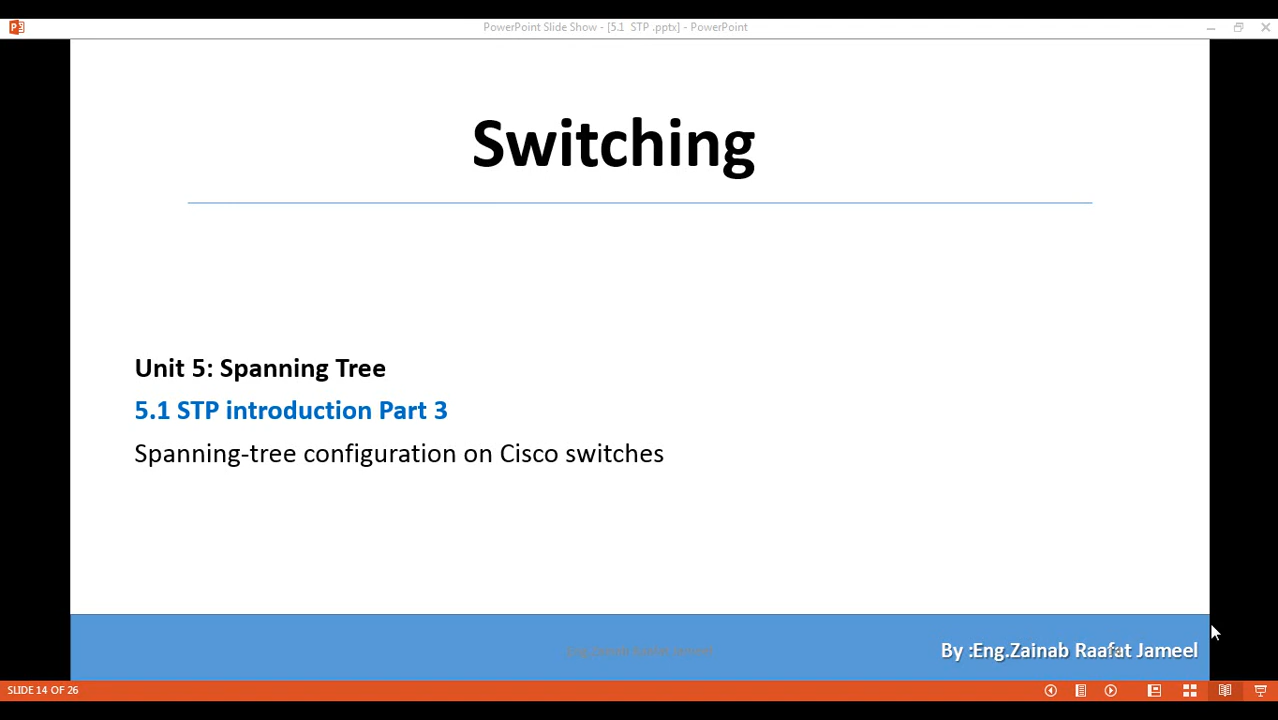 PowerPoint Slide Show - [5.1 STP .pptx] - PowerPoint
Switching
Unit 5: Spanning Tree
5.1 STP introduction Part 3
Spanning-tree configuration on Cisco switches
By :Eng.Zainab Raafat Jameel
SLIDE 14 OF 26